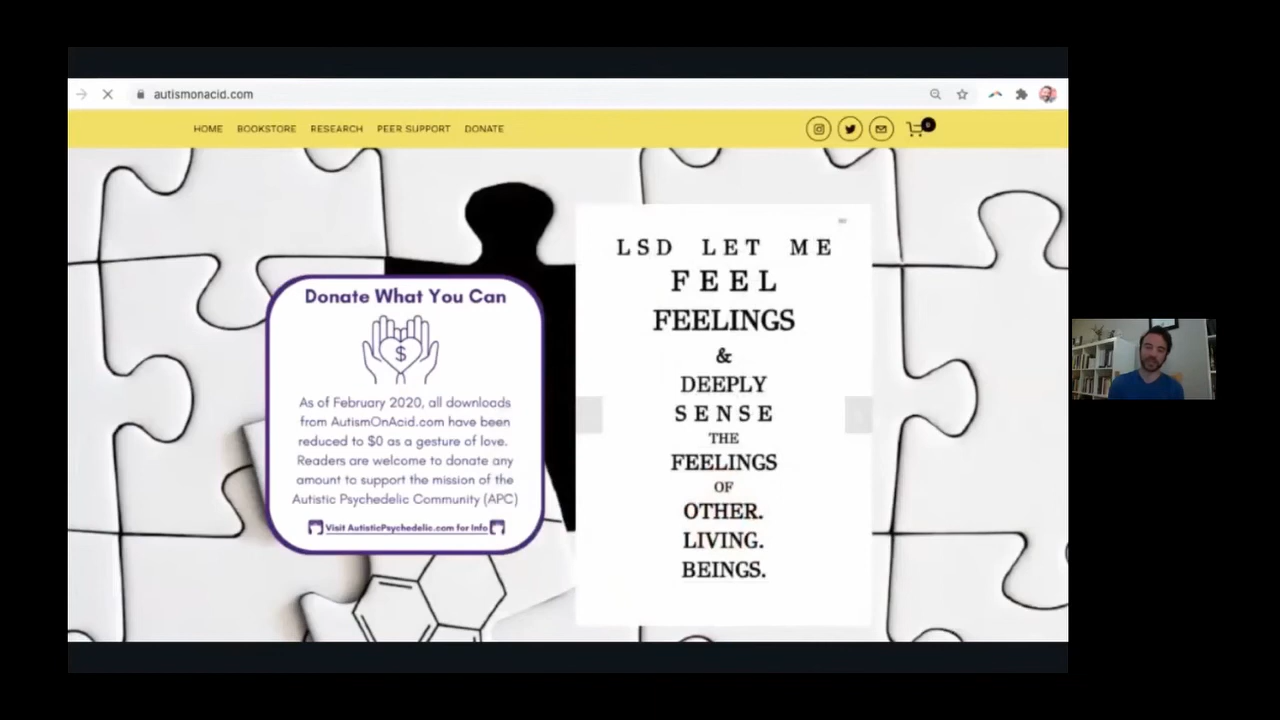 autismonacid.com
HOME BOOKSTORE RESEARCH PEER SUPPORT DONATE
0
Donate What You Can
$
As of February 2020, all downloads
from AutismOnAcid.com have been
reduced to $0 as a gesture of love.
Readers are welcome to donate any
amount to support the mission of the
Autistic Psychedelic Community (APC)
Visit AutisticPsychedelic.com for Info
LSD LET ME
FEEL
FEELINGS
&
DEEPLY
SENSE
THE
FEELINGS
OF
OTHER.
LIVING.
BEINGS.